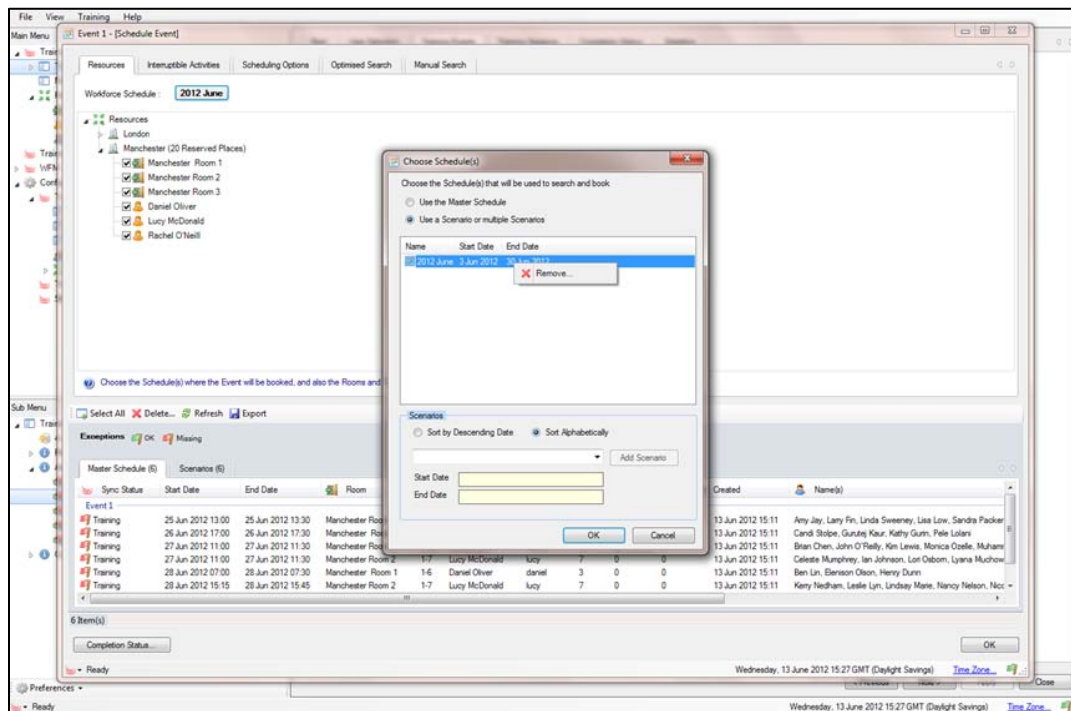 File View Training Help
Main Menu
Event 1 - [Schedule Event]
Resources Interruptible Activities Scheduling Options Optimised Search Manual Search
Workforce Schedule : 2012 June
Resources
London
Manchester (20 Reserved Places)
Manchester Room 1
Manchester Room 2
Manchester Room 3
Daniel Oliver
Lucy McDonald
Rachel O'Neill
Choose the Schedule(s) where the Event will be booked, and also the Rooms and
Choose Schedule(s)
Choose the Schedule(s) that will be used to search and book
Use the Master Schedule
Use a Scenario or multiple Scenarios
Name Start Date End Date
2012 June 3 Jun 2012 30 Jun 2012
Remove...
Scenarios
Sort by Descending Date Sort Alphabetically
Add Scenario
Start Date
End Date
OK Cancel
Sub Menu
Select All Delete... Refresh Export
Exceptions OK Missing
Master Schedule (6) Scenarios (6)
Sync Status Start Date End Date Room Created Name(s)
Event 1
Training 25 Jun 2012 13:00 25 Jun 2012 13:30 Manchester Roo 13 Jun 2012 15:11 Amy Jay, Larry Fin, Linda Sweeney, Lisa Low, Sandra Packer
Training 26 Jun 2012 17:00 26 Jun 2012 17:30 Manchester Roo 13 Jun 2012 15:11 Candi Stolpe, Gurutej Kaur, Kathy Gurin, Pele Lolani
Training 27 Jun 2012 11:00 27 Jun 2012 11:30 Manchester Roo 13 Jun 2012 15:11 Brian Chen, John O'Reilly, Kim Lewis, Monica Ozelle, Muham
Training 27 Jun 2012 11:00 27 Jun 2012 11:30 Manchester Room 2 1-7 Lucy McDonald lucy 7 0 0 13 Jun 2012 15:11 Celeste Mumphrey, Ian Johnson, Lori Osborn, Lyana Muchow
Training 28 Jun 2012 07:00 28 Jun 2012 07:30 Manchester Room 1 1-6 Daniel Oliver daniel 3 0 0 13 Jun 2012 15:11 Ben Lin, Elenison Olson, Henry Dunn
Training 28 Jun 2012 15:15 28 Jun 2012 15:45 Manchester Room 2 1-7 Lucy McDonald lucy 7 0 0 13 Jun 2012 15:11 Kerry Nedham, Leslie Lyn, Lindsay Marie, Nancy Nelson, Nicc
6 Item(s)
Completion Status... OK
Ready Wednesday, 13 June 2012 15:27 GMT (Daylight Savings) Time Zone...
Preferences Close
Ready Wednesday, 13 June 2012 15:27 GMT (Daylight Savings) Time Zone...